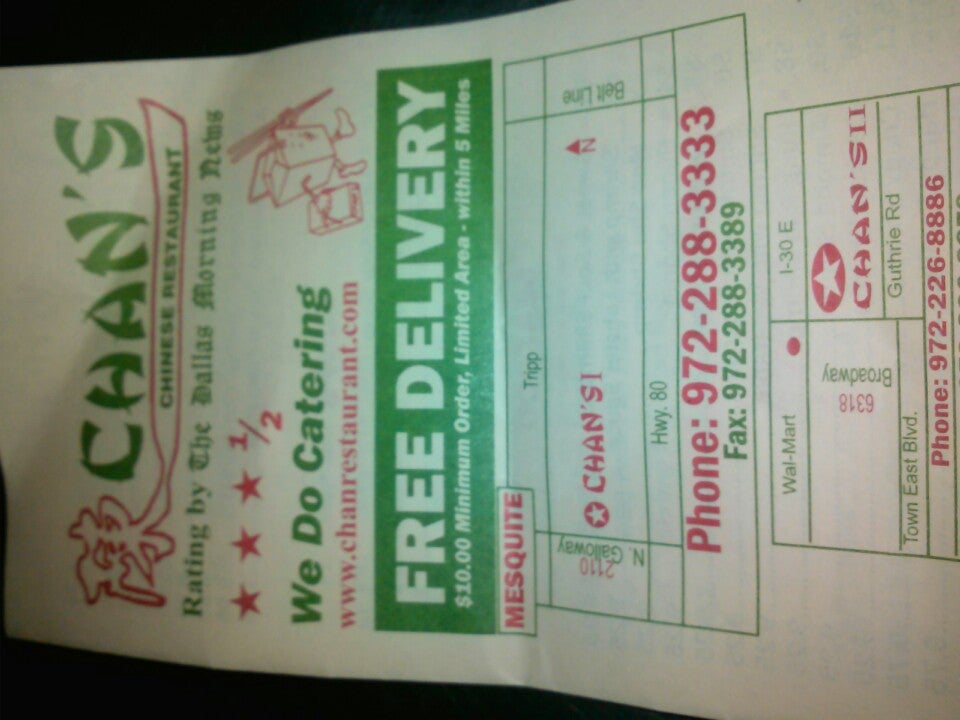 CHAN'S
CHINESE RESTAURANT
Rating by The Dallas Morning News
★ ★ ★ ½
We Do Catering
www.chanrestaurant.com
FREE DELIVERY
$10.00 Minimum Order, Limited Area - within 5 Miles
MESQUITE
Tripp
Belt Line
N
2110
N. Galloway
CHAN'S I
Hwy. 80
Phone: 972-288-3333
Fax: 972-288-3389
Wal-Mart
I-30 E
6318
Broadway
CHAN'S II
Guthrie Rd
Town East Blvd.
Phone: 972-226-8886